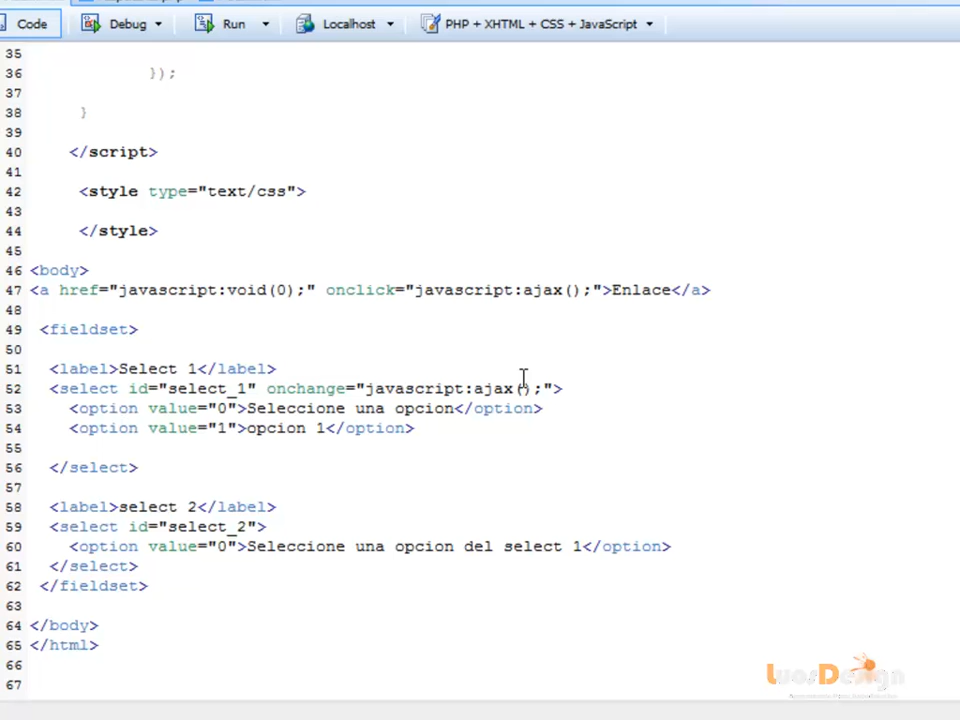 Code Debug Run Localhost PHP + XHTML + CSS + JavaScript
35
36 });
37
38 }
39
40 </script>
41
42 <style type="text/css">
43
44 </style>
45
46 <body>
47 <a href="javascript:void(0);" onclick="javascript:ajax();">Enlace</a>
48
49 <fieldset>
50
51 <label>Select 1</label>
52 <select id="select_1" onchange="javascript:ajax();">
53 <option value="0">Seleccione una opcion</option>
54 <option value="1">opcion 1</option>
55
56 </select>
57
58 <label>select 2</label>
59 <select id="select_2">
60 <option value="0">Seleccione una opcion del select 1</option>
61 </select>
62 </fieldset>
63
64 </body>
65 </html>
66
67
LuosDesign